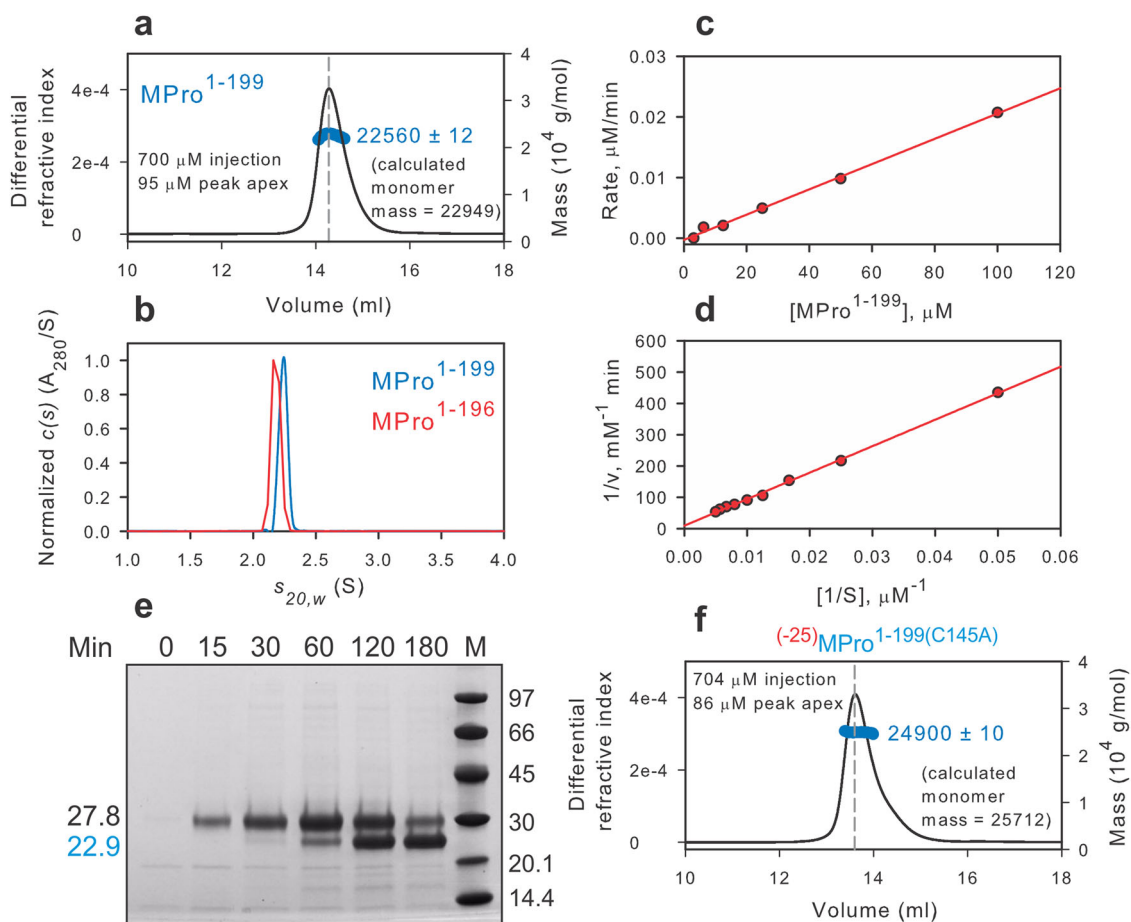 a
Differential
refractive index
4e-4
2e-4
0
MPro1-199
700 μM injection
95 μM peak apex
22560 ± 12
(calculated
monomer
mass = 22949)
4
3
2
1
0
Mass (10^4 g/mol)
10 12 14 16 18
Volume (ml)
c
Rate, μM/min
0.03
0.02
0.01
0.00
0 20 40 60 80 100 120
[MPro1-199], μM
b
Normalized c(s) (A280/S)
1.0
0.8
0.6
0.4
0.2
0.0
MPro1-199
MPro1-196
1.0 1.5 2.0 2.5 3.0 3.5 4.0
s20,w (S)
d
1/v, mM-1 min
600
500
400
300
200
100
0
0.00 0.01 0.02 0.03 0.04 0.05 0.06
[1/S], μM-1
e
Min 0 15 30 60 120 180 M
97
66
45
27.8 30
22.9
20.1
14.4
f
(-25)MPro1-199(C145A)
Differential
refractive index
4e-4
2e-4
0
704 μM injection
86 μM peak apex
24900 ± 10
(calculated
monomer
mass = 25712)
4
3
2
1
0
Mass (10^4 g/mol)
10 12 14 16 18
Volume (ml)